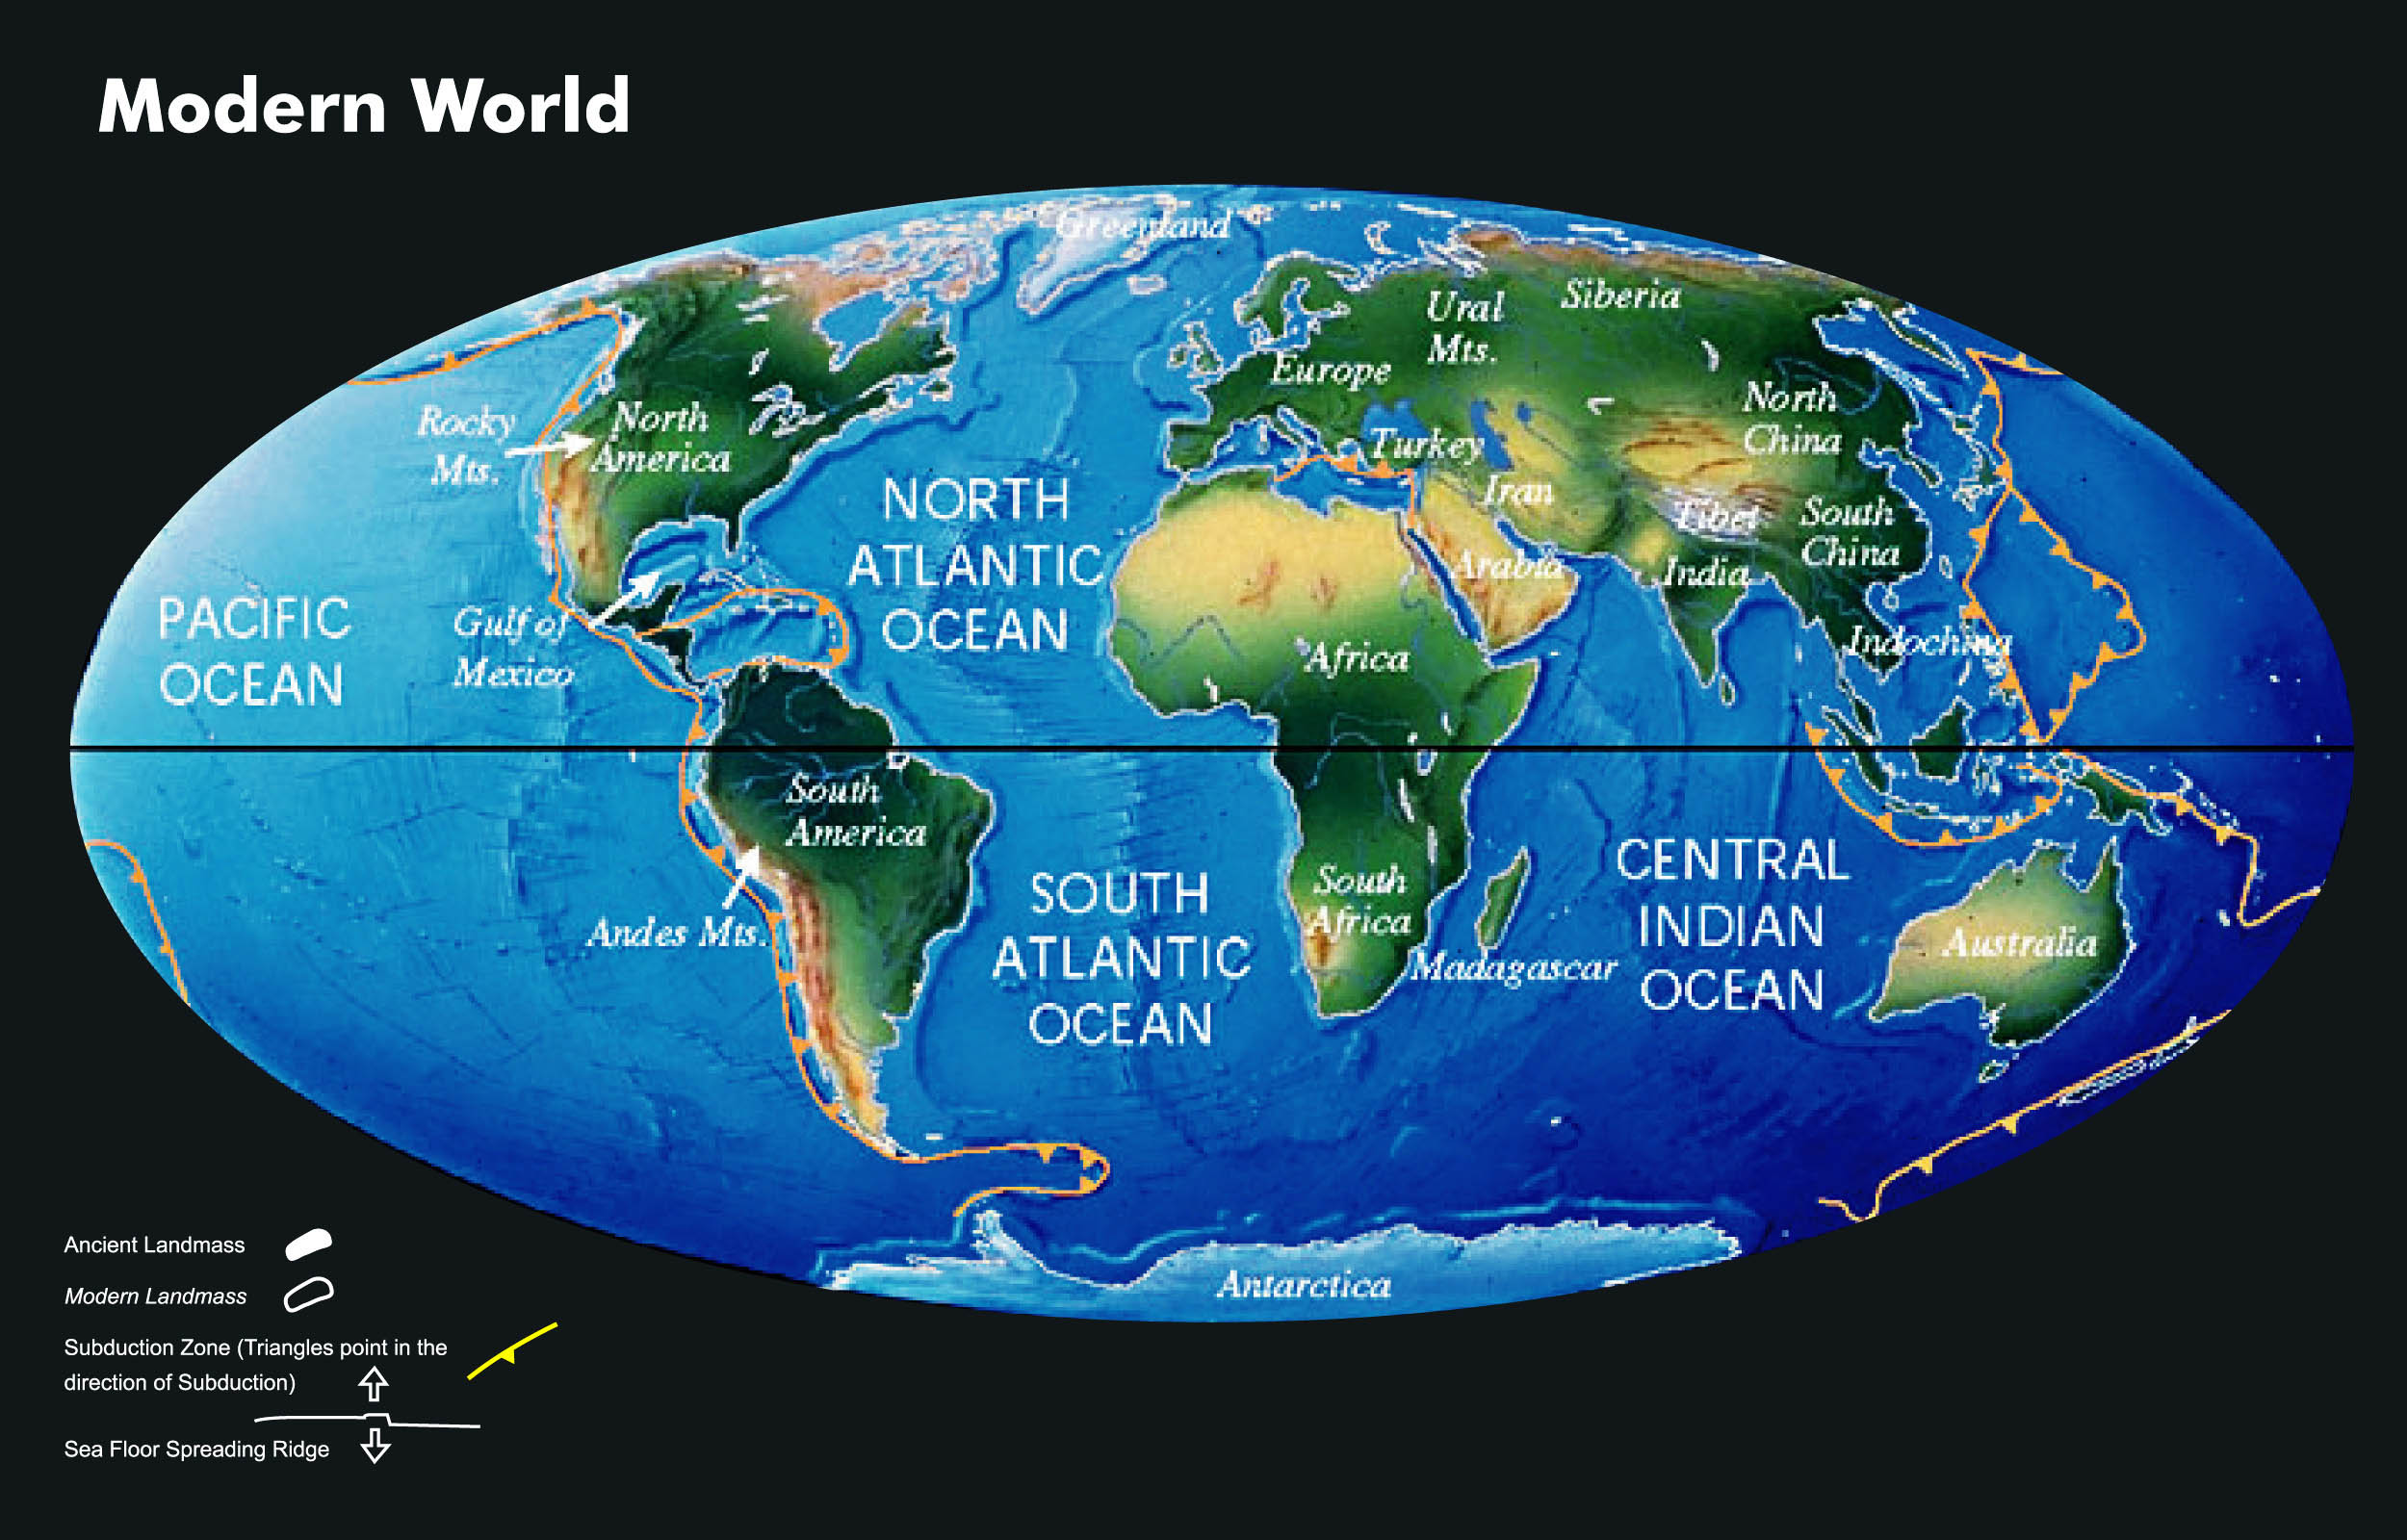 Modern World
Greenland
Ural
Mts.
Siberia
Europe
Rocky
Mts.
North
America
Turkey
North
China
Iran
Tibet
South
China
NORTH
ATLANTIC
OCEAN
Arabia
India
PACIFIC
OCEAN
Gulf of
Mexico
Africa
Indochina
South
America
Andes Mts.
SOUTH
ATLANTIC
OCEAN
South
Africa
Madagascar
CENTRAL
INDIAN
OCEAN
Australia
Antarctica
Ancient Landmass
Modern Landmass
Subduction Zone (Triangles point in the
direction of Subduction)
Sea Floor Spreading Ridge